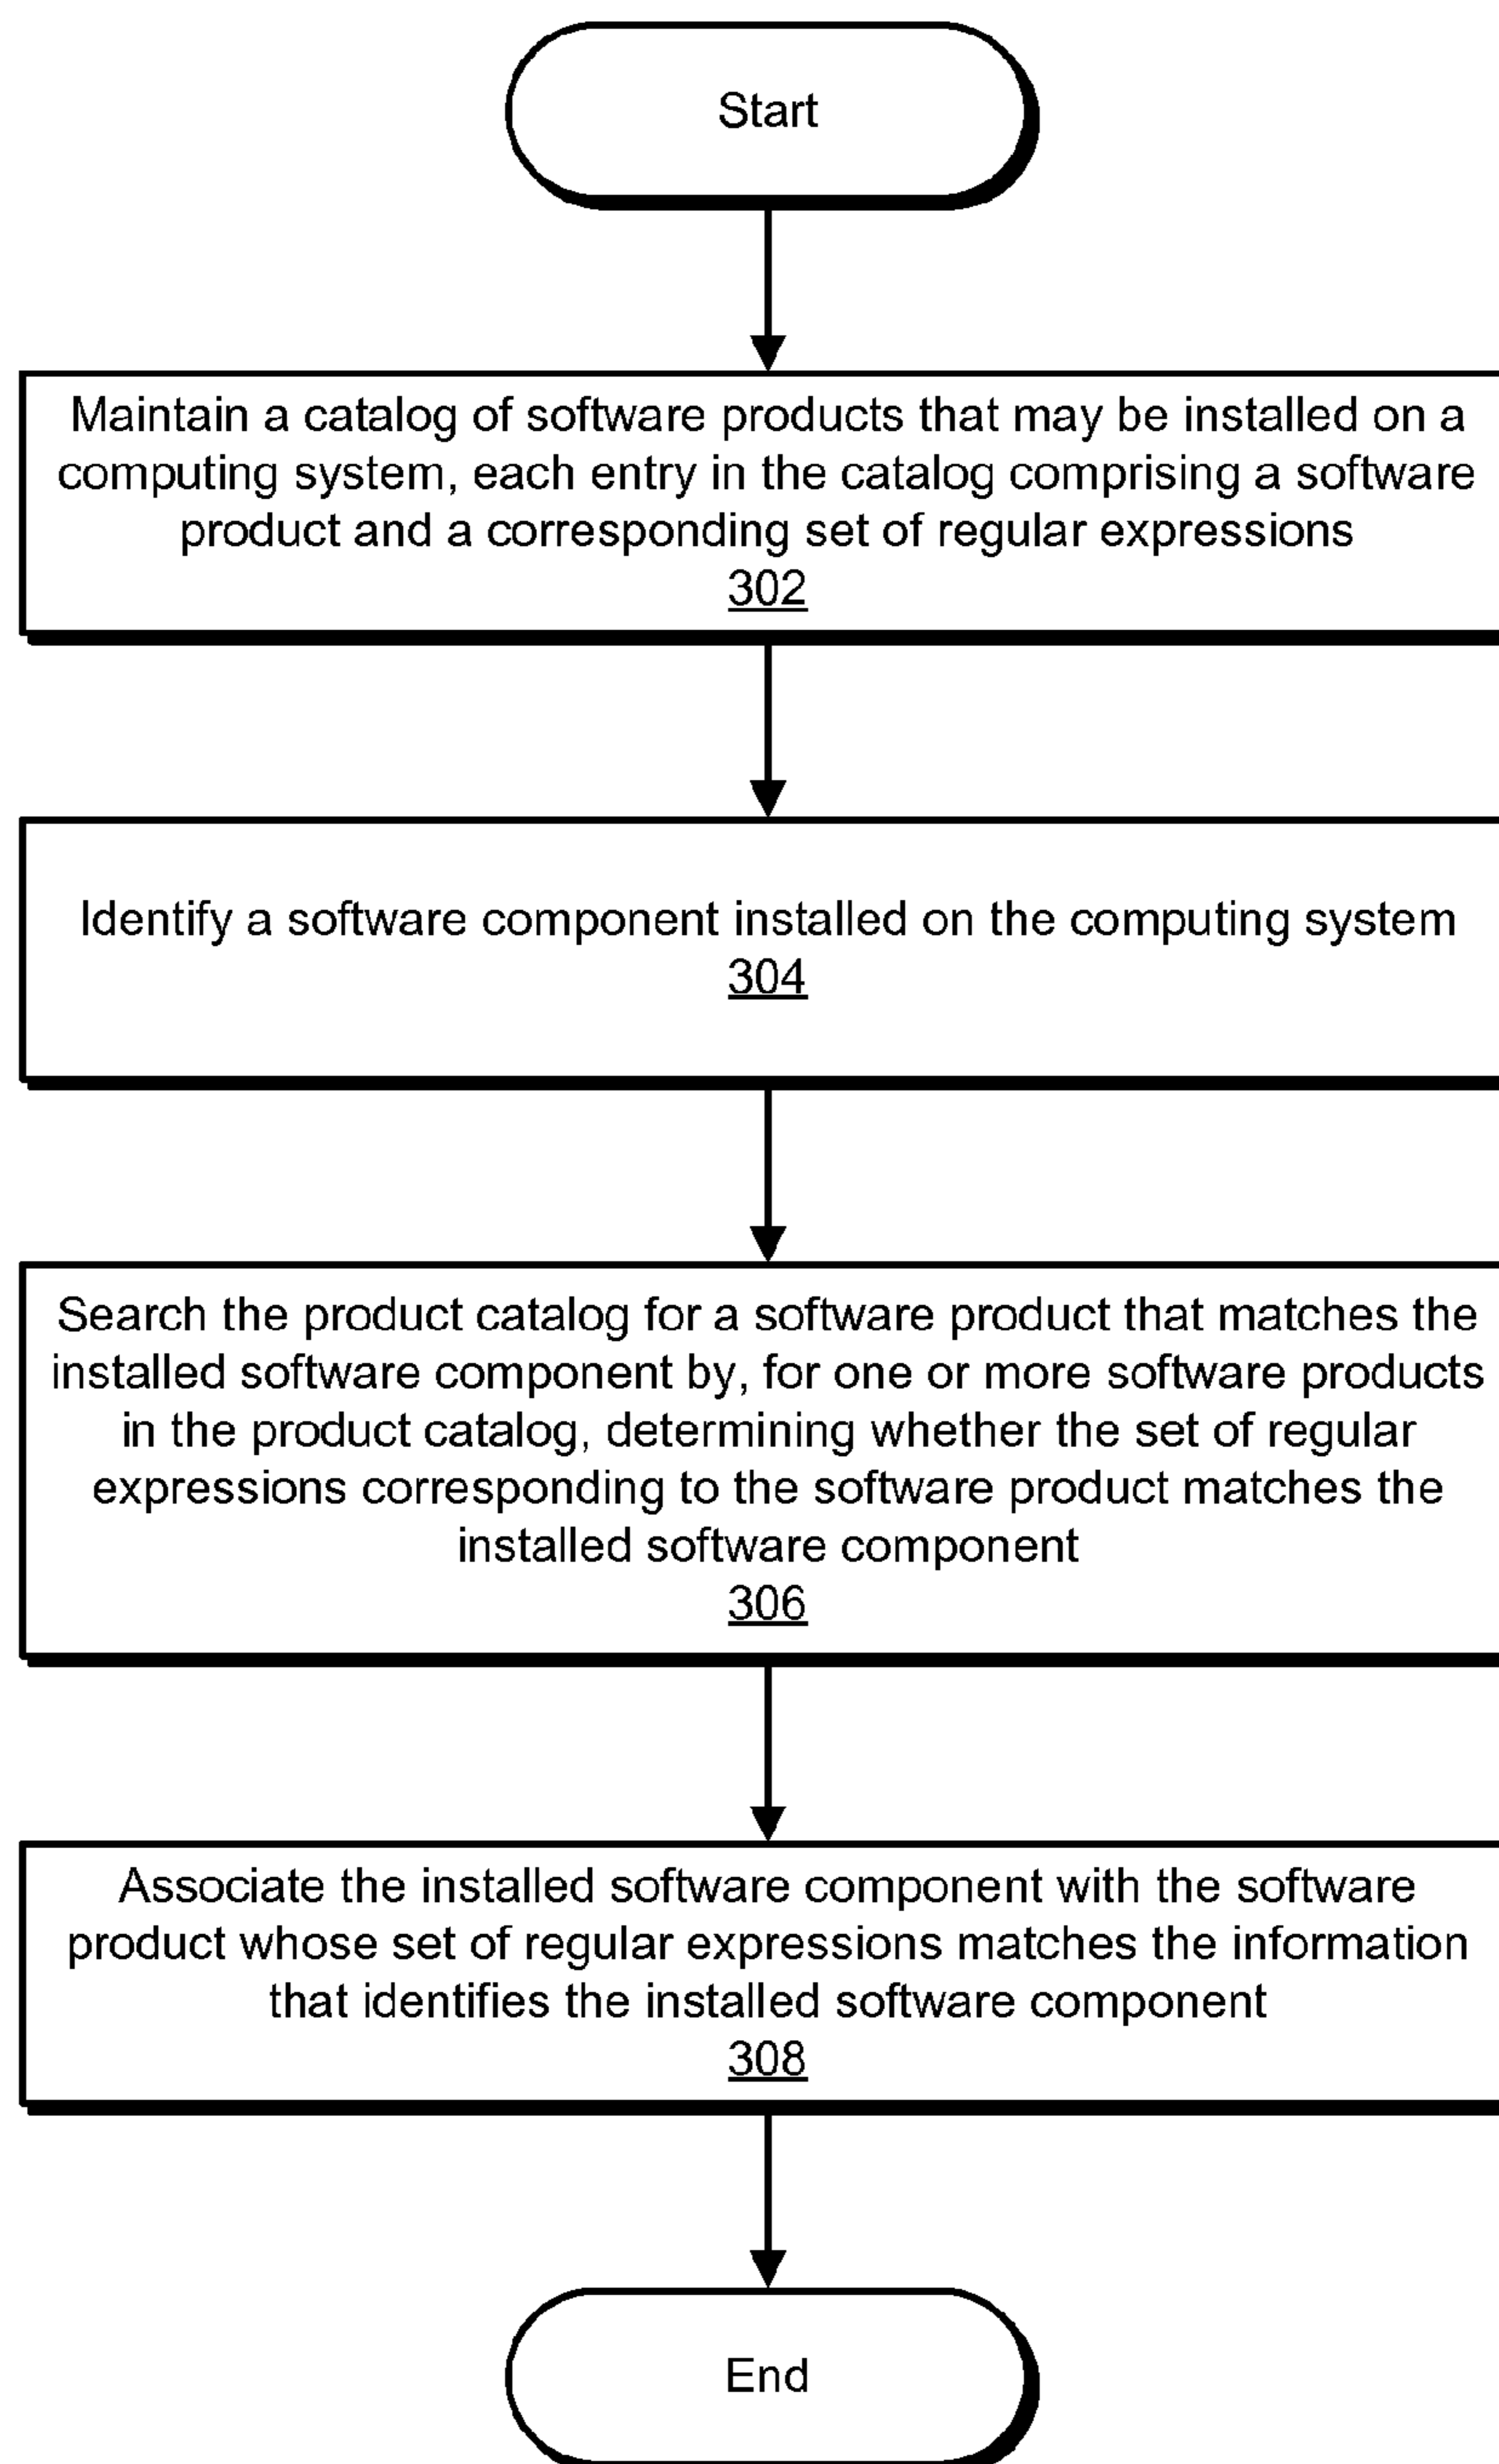 Start
Maintain a catalog of software products that may be installed on a
computing system, each entry in the catalog comprising a software
product and a corresponding set of regular expressions
302
Identify a software component installed on the computing system
304
Search the product catalog for a software product that matches the
installed software component by, for one or more software products
in the product catalog, determining whether the set of regular
expressions corresponding to the software product matches the
installed software component
306
Associate the installed software component with the software
product whose set of regular expressions matches the information
that identifies the installed software component
308
End